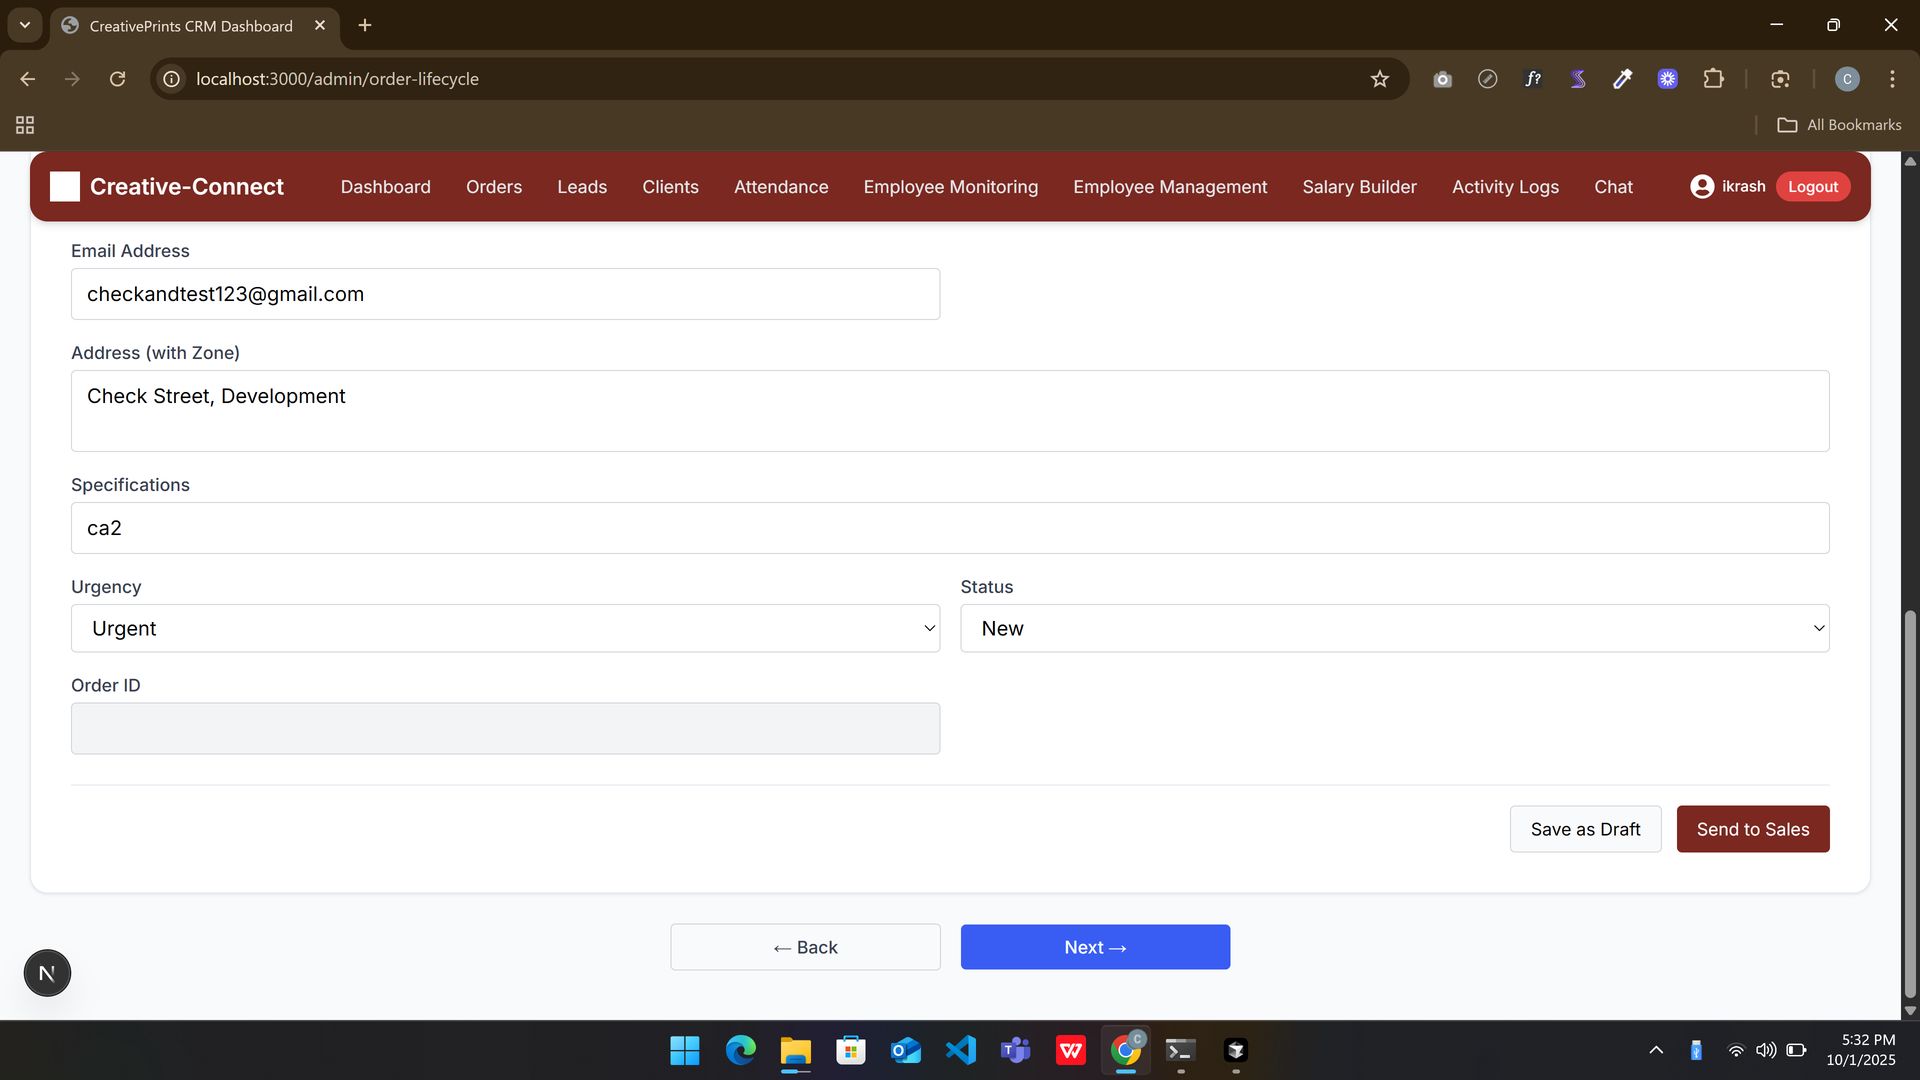 CreativePrints CRM Dashboard
localhost:3000/admin/order-lifecycle
f?
C
All Bookmarks
Creative-Connect Dashboard Orders Leads Clients Attendance Employee Monitoring Employee Management Salary Builder Activity Logs Chat ikrash Logout
Email Address
checkandtest123@gmail.com
Address (with Zone)
Check Street, Development
Specifications
ca2
Urgency Status
Urgent New
Order ID
Save as Draft Send to Sales
← Back Next →
N
C
5:32 PM
10/1/2025